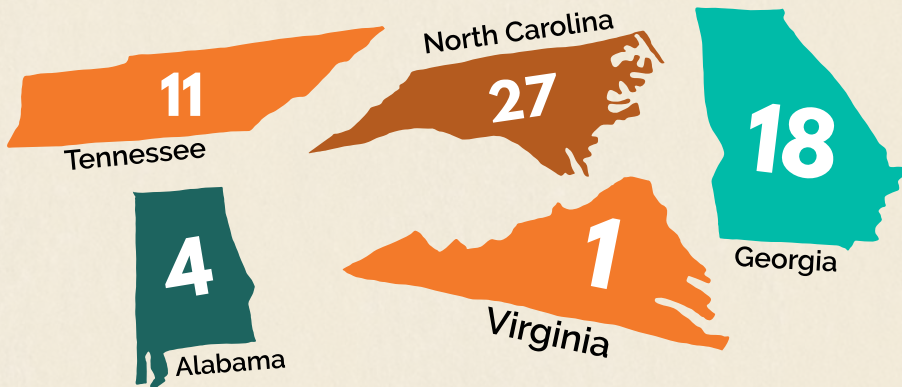 11
Tennessee
North Carolina
27
18
Georgia
4
Alabama
1
Virginia